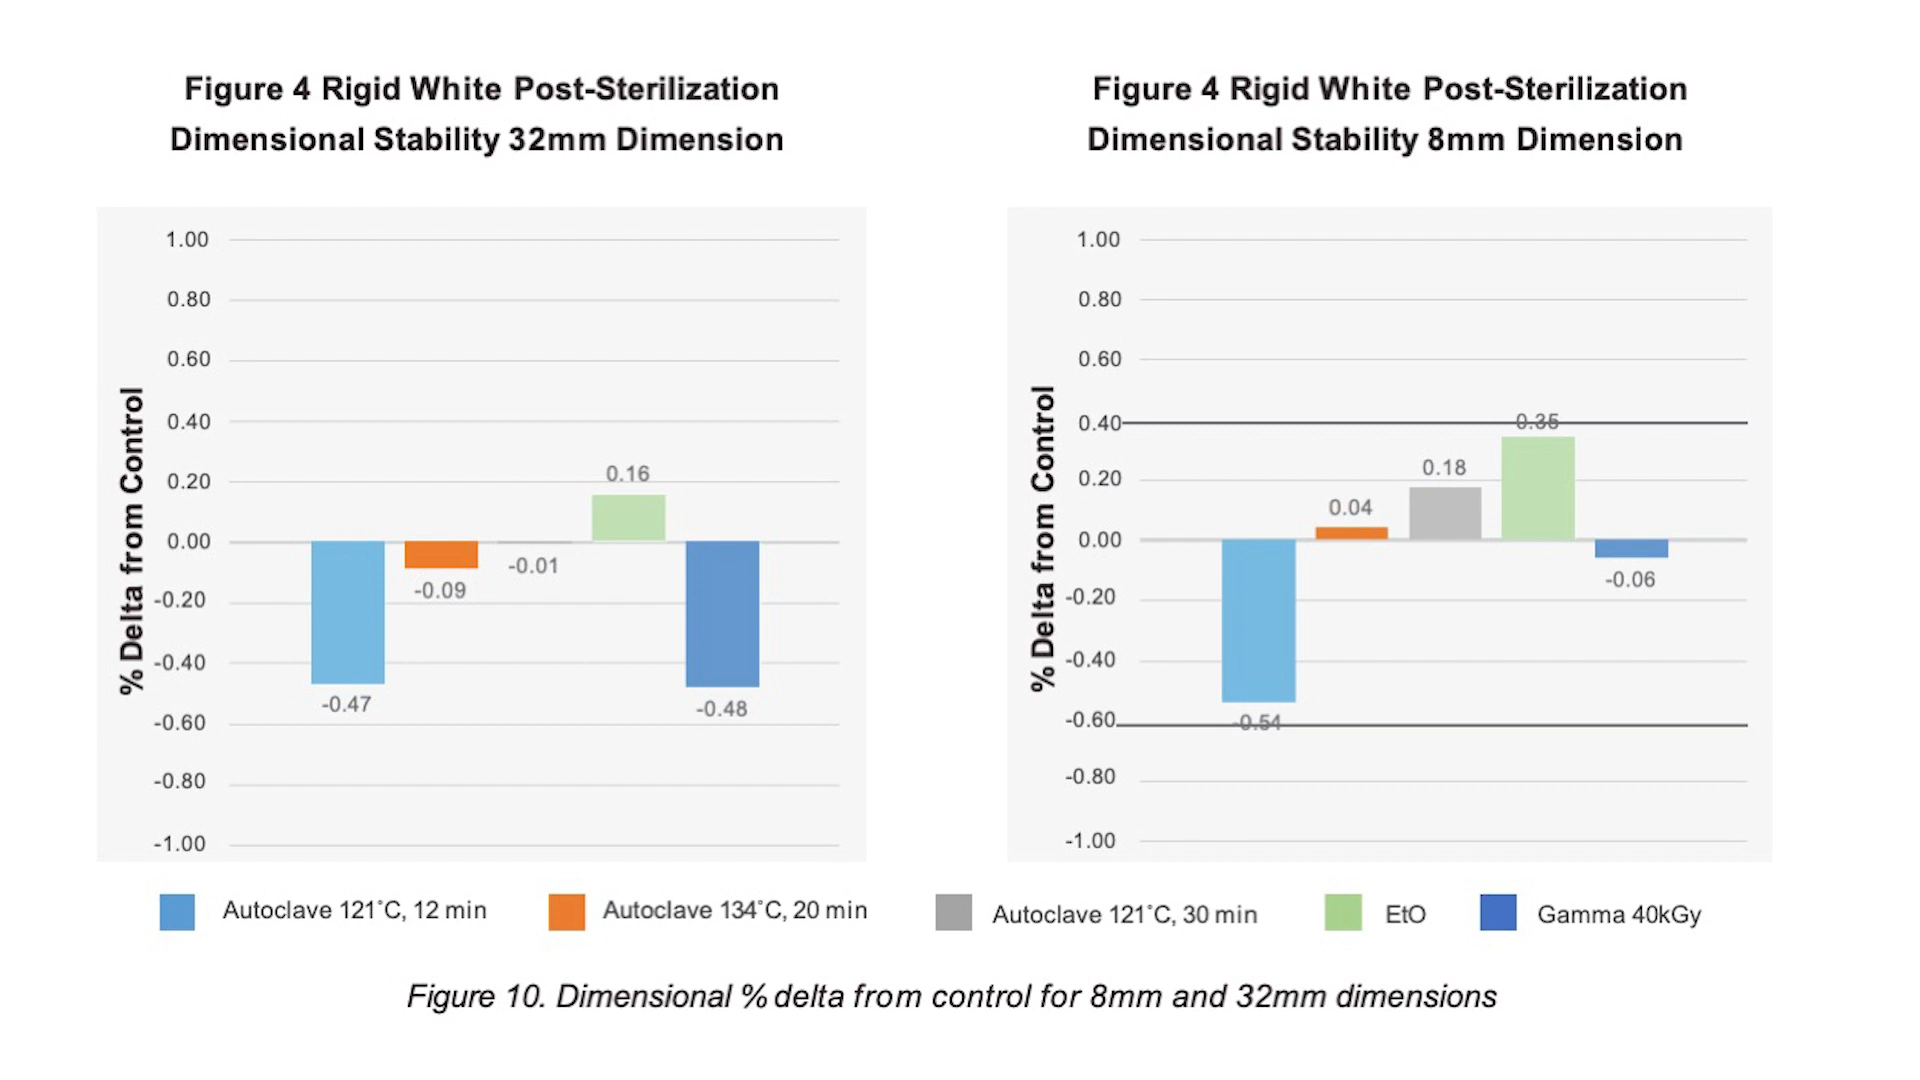 Figure 4 Rigid White Post-Sterilization
Dimensional Stability 32mm Dimension
% Delta from Control
1.00
0.80
0.60
0.40
0.20
0.00
-0.20
-0.40
-0.60
-0.80
-1.00
-0.47
-0.09
-0.01
0.16
-0.48
Figure 4 Rigid White Post-Sterilization
Dimensional Stability 8mm Dimension
% Delta from Control
1.00
0.80
0.60
0.40
0.20
0.00
-0.20
-0.40
-0.60
-0.80
-1.00
-0.54
0.04
0.18
0.35
-0.06
Autoclave 121˚C, 12 min
Autoclave 134˚C, 20 min
Autoclave 121˚C, 30 min
EtO
Gamma 40kGy
Figure 10. Dimensional % delta from control for 8mm and 32mm dimensions